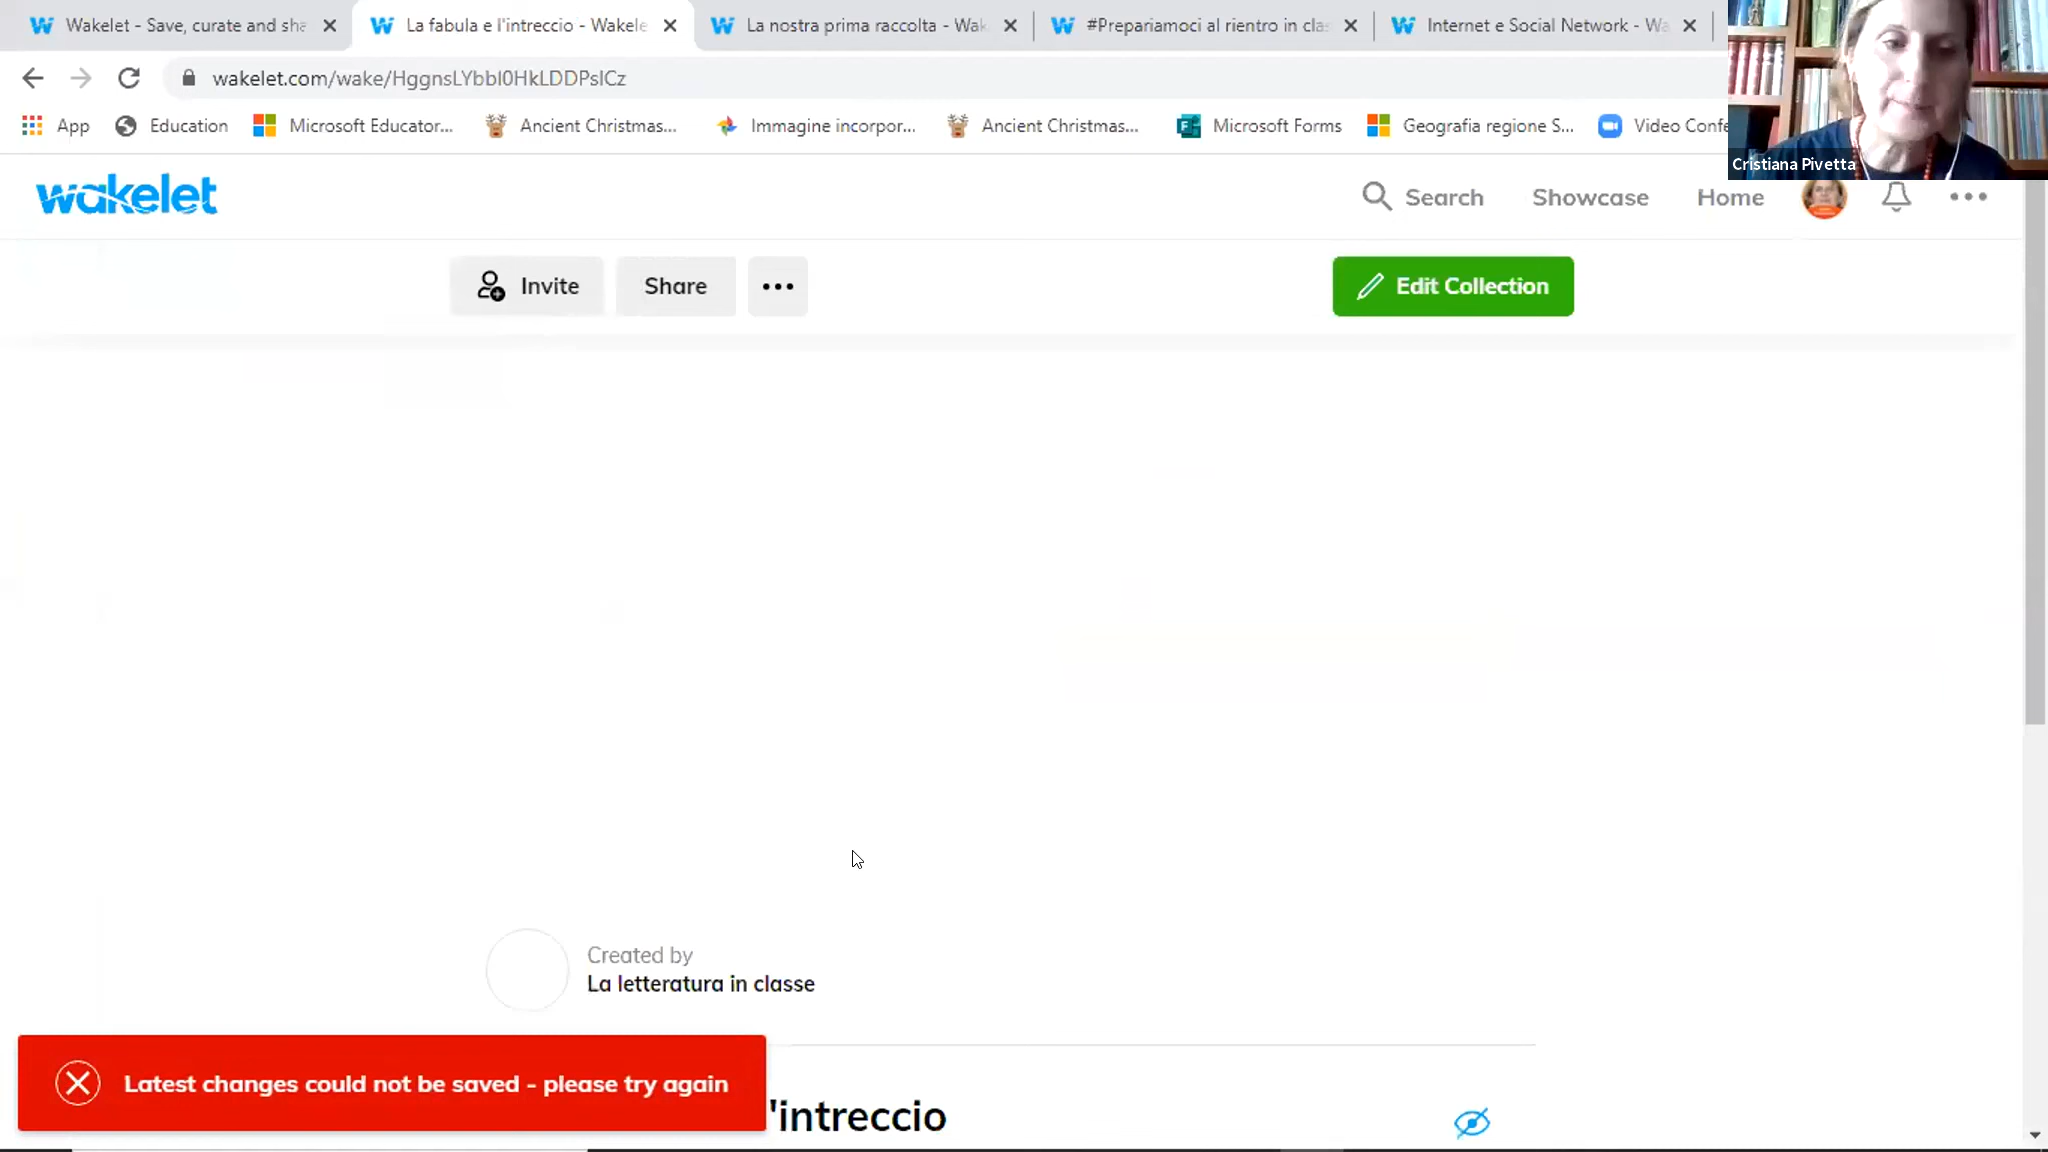 Wakelet - Save, curate and sha
La fabula e l'intreccio - Wakele
La nostra prima raccolta - Wak
#Prepariamoci al rientro in clas
Internet e Social Network - Wa
wakelet.com/wake/HggnsLYbbI0HkLDDPsICz
App
Education
Microsoft Educator...
Ancient Christmas...
Immagine incorpor...
Ancient Christmas...
Microsoft Forms
Geografia regione S...
Video Confe
Cristiana Pivetta
wakelet
Search
Showcase
Home
Invite
Share
Edit Collection
Created by
La letteratura in classe
Latest changes could not be saved - please try again
'intreccio